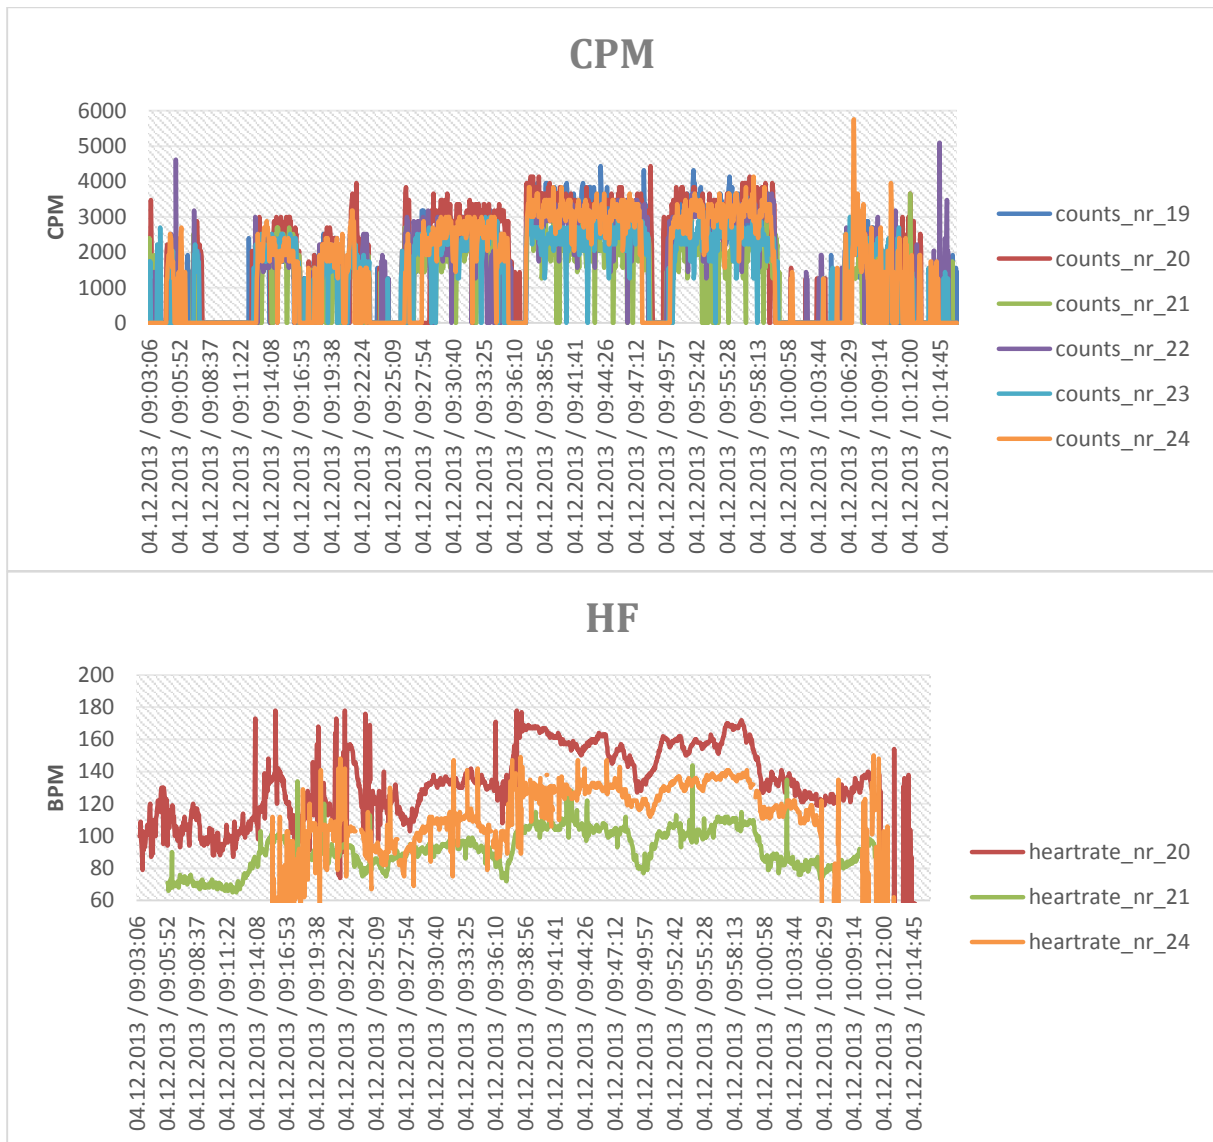 CPM
6000
5000
4000
3000
2000
1000
0
CPM
04.12.2013 / 09:03:06
04.12.2013 / 09:05:52
04.12.2013 / 09:08:37
04.12.2013 / 09:11:22
04.12.2013 / 09:14:08
04.12.2013 / 09:16:53
04.12.2013 / 09:19:38
04.12.2013 / 09:22:24
04.12.2013 / 09:25:09
04.12.2013 / 09:27:54
04.12.2013 / 09:30:40
04.12.2013 / 09:33:25
04.12.2013 / 09:36:10
04.12.2013 / 09:38:56
04.12.2013 / 09:41:41
04.12.2013 / 09:44:26
04.12.2013 / 09:47:12
04.12.2013 / 09:49:57
04.12.2013 / 09:52:42
04.12.2013 / 09:55:28
04.12.2013 / 09:58:13
04.12.2013 / 10:00:58
04.12.2013 / 10:03:44
04.12.2013 / 10:06:29
04.12.2013 / 10:09:14
04.12.2013 / 10:12:00
04.12.2013 / 10:14:45
counts_nr_19
counts_nr_20
counts_nr_21
counts_nr_22
counts_nr_23
counts_nr_24
HF
200
180
160
140
120
100
80
60
BPM
04.12.2013 / 09:03:06
04.12.2013 / 09:05:52
04.12.2013 / 09:08:37
04.12.2013 / 09:11:22
04.12.2013 / 09:14:08
04.12.2013 / 09:16:53
04.12.2013 / 09:19:38
04.12.2013 / 09:22:24
04.12.2013 / 09:25:09
04.12.2013 / 09:27:54
04.12.2013 / 09:30:40
04.12.2013 / 09:33:25
04.12.2013 / 09:36:10
04.12.2013 / 09:38:56
04.12.2013 / 09:41:41
04.12.2013 / 09:44:26
04.12.2013 / 09:47:12
04.12.2013 / 09:49:57
04.12.2013 / 09:52:42
04.12.2013 / 09:55:28
04.12.2013 / 09:58:13
04.12.2013 / 10:00:58
04.12.2013 / 10:03:44
04.12.2013 / 10:06:29
04.12.2013 / 10:09:14
04.12.2013 / 10:12:00
04.12.2013 / 10:14:45
heartrate_nr_20
heartrate_nr_21
heartrate_nr_24